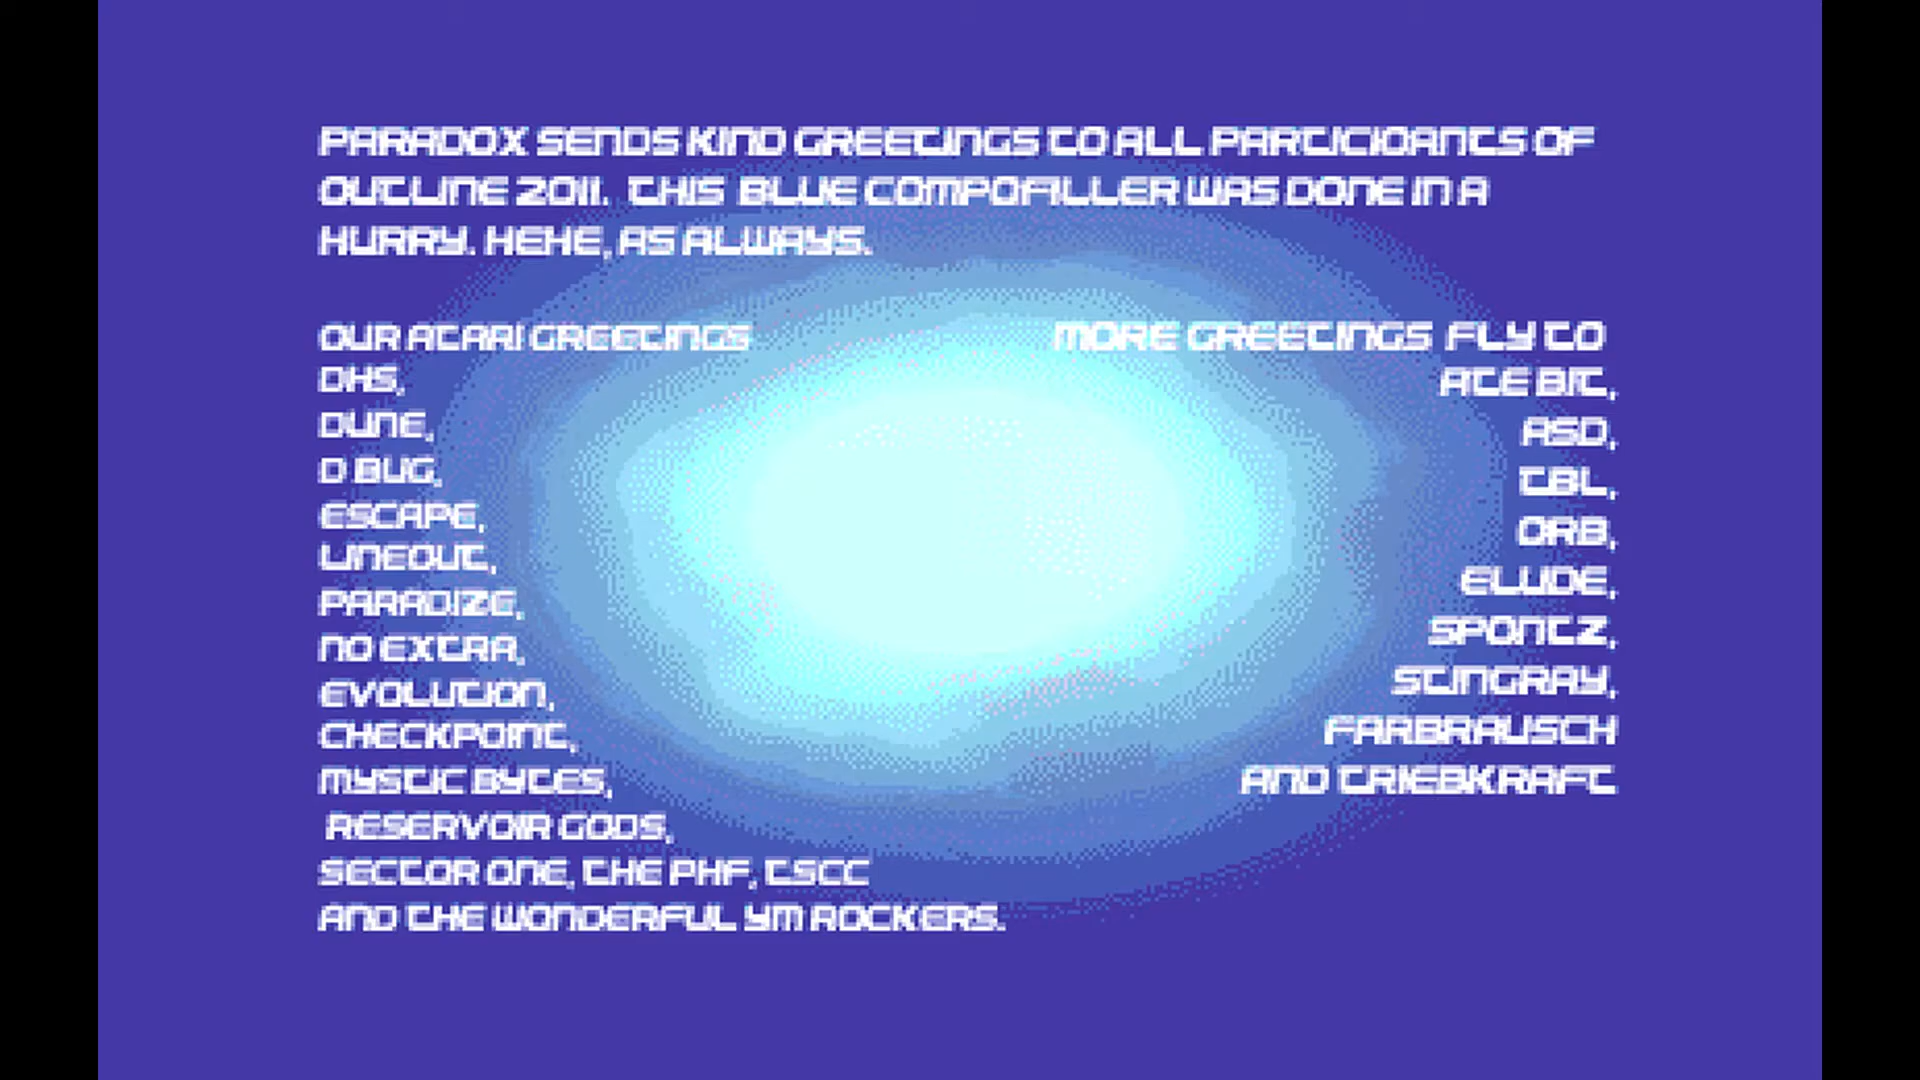 PARADOX SENDS KIND GREETINGS TO ALL PARTICIOANTS OF
OUTLINE 2011. THIS BLUE COMPOFILLER WAS DONE IN A
HURRY. HEHE, AS ALWAYS.
OUR ATARI GREETINGS
DHS,
DUNE,
D BUG,
ESCAPE,
LINEOUT,
PARADIZE,
NO EXTRA,
EVOLUTION,
CHECKPOINT,
MYSTIC BYTES,
RESERVOIR GODS,
SECTOR ONE, THE PHF, TSCC
AND THE WONDERFUL YM ROCKERS.
MORE GREETINGS FLY TO
ATE BIT,
ASD,
TBL,
ORB,
ELUDE,
SPONTZ,
STINGRAY,
FARBRAUSCH
AND TRIEBKRAFT